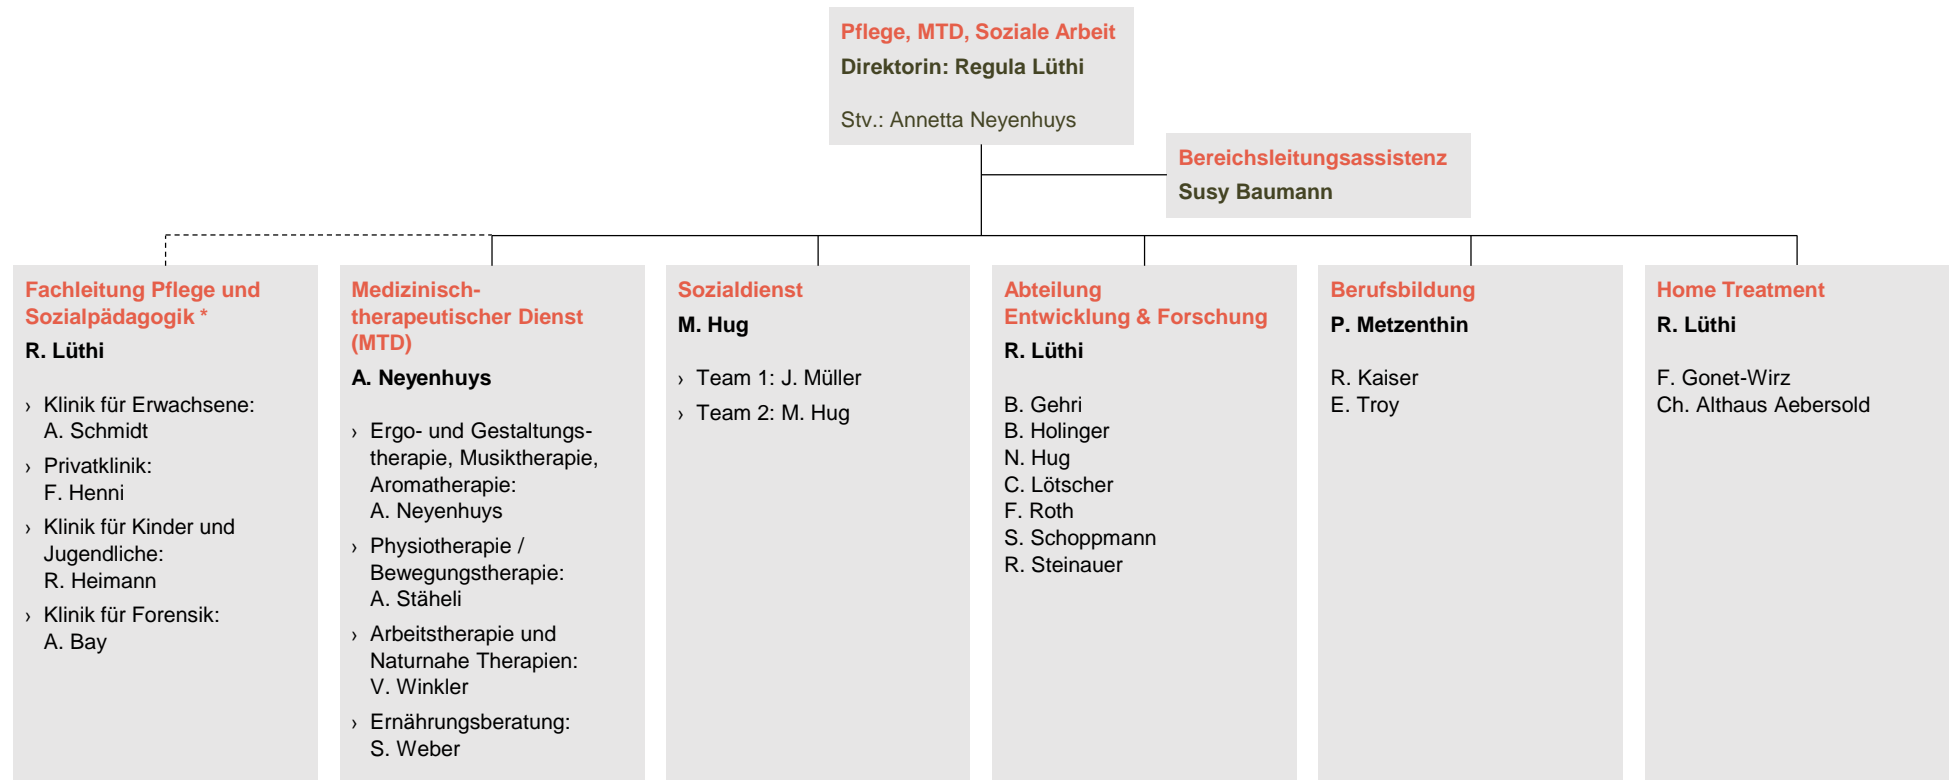 Pflege, MTD, Soziale Arbeit
Direktorin: Regula Lüthi
Stv.: Annetta Neyenhuys
Bereichsleitungsassistenz
Susy Baumann
Fachleitung Pflege und
Sozialpädagogik *
R. Lüthi
› Klinik für Erwachsene:
A. Schmidt
› Privatklinik:
F. Henni
› Klinik für Kinder und
Jugendliche:
R. Heimann
› Klinik für Forensik:
A. Bay
Medizinisch-
therapeutischer Dienst
(MTD)
A. Neyenhuys
› Ergo- und Gestaltungs-
therapie, Musiktherapie,
Aromatherapie:
A. Neyenhuys
› Physiotherapie /
Bewegungstherapie:
A. Stäheli
› Arbeitstherapie und
Naturnahe Therapien:
V. Winkler
› Ernährungsberatung:
S. Weber
Sozialdienst
M. Hug
› Team 1: J. Müller
› Team 2: M. Hug
Abteilung
Entwicklung & Forschung
R. Lüthi
B. Gehri
B. Holinger
N. Hug
C. Lötscher
F. Roth
S. Schoppmann
R. Steinauer
Berufsbildung
P. Metzenthin
R. Kaiser
E. Troy
Home Treatment
R. Lüthi
F. Gonet-Wirz
Ch. Althaus Aebersold